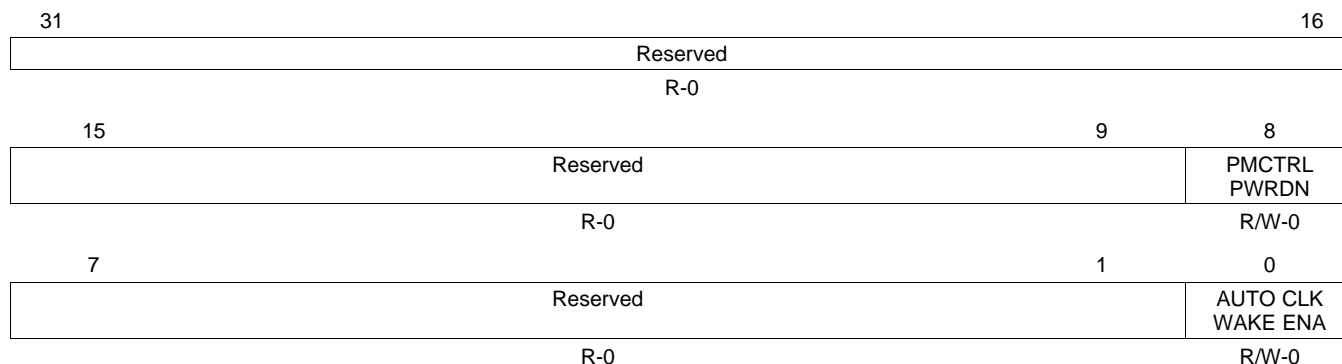 31 16
Reserved
R-0
15 9 8
Reserved PMCTRL
PWRDN
R-0 R/W-0
7 1 0
Reserved AUTO CLK
WAKE ENA
R-0 R/W-0